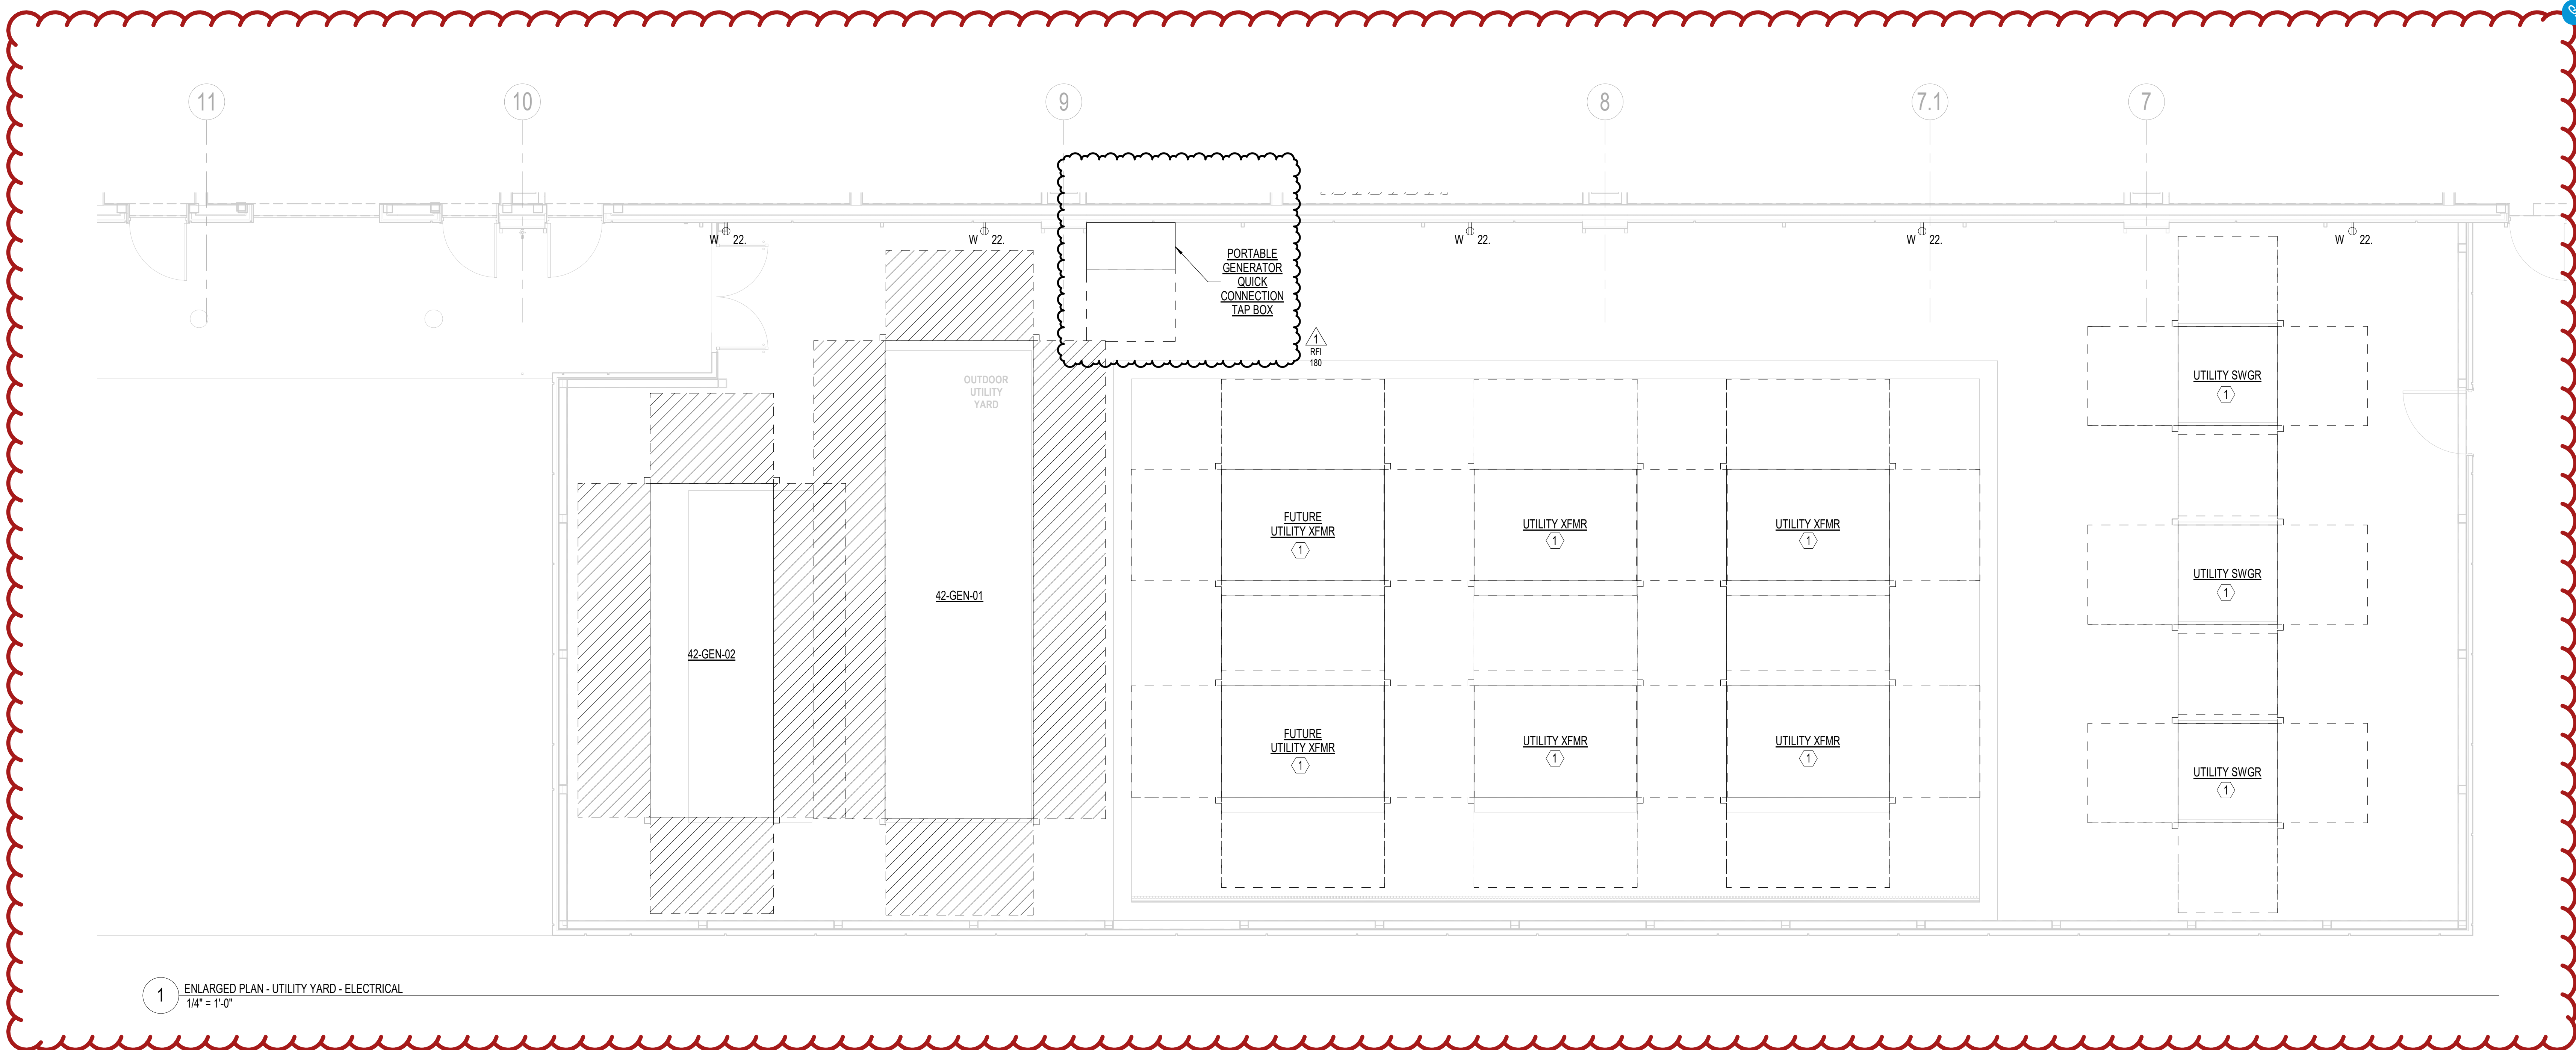 11
10
9
8
7.1
7
W 22.
W 22.
W 22.
W 22.
W 22.
PORTABLE
GENERATOR
QUICK
CONNECTION
TAP BOX
1
RFI
180
OUTDOOR
UTILITY
YARD
UTILITY SWGR
1
FUTURE
UTILITY XFMR
1
UTILITY XFMR
1
UTILITY XFMR
1
UTILITY SWGR
1
42-GEN-01
42-GEN-02
FUTURE
UTILITY XFMR
1
UTILITY XFMR
1
UTILITY XFMR
1
UTILITY SWGR
1
1
ENLARGED PLAN - UTILITY YARD - ELECTRICAL
1/4" = 1'-0"